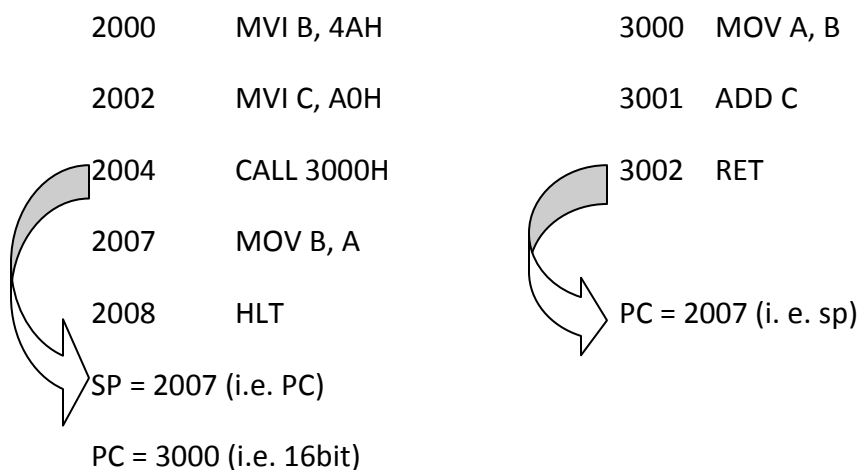 2000 MVI B, 4AH
2002 MVI C, A0H
2004 CALL 3000H
2007 MOV B, A
2008 HLT
SP = 2007 (i.e. PC)
PC = 3000 (i.e. 16bit)
3000 MOV A, B
3001 ADD C
3002 RET
PC = 2007 (i. e. sp)